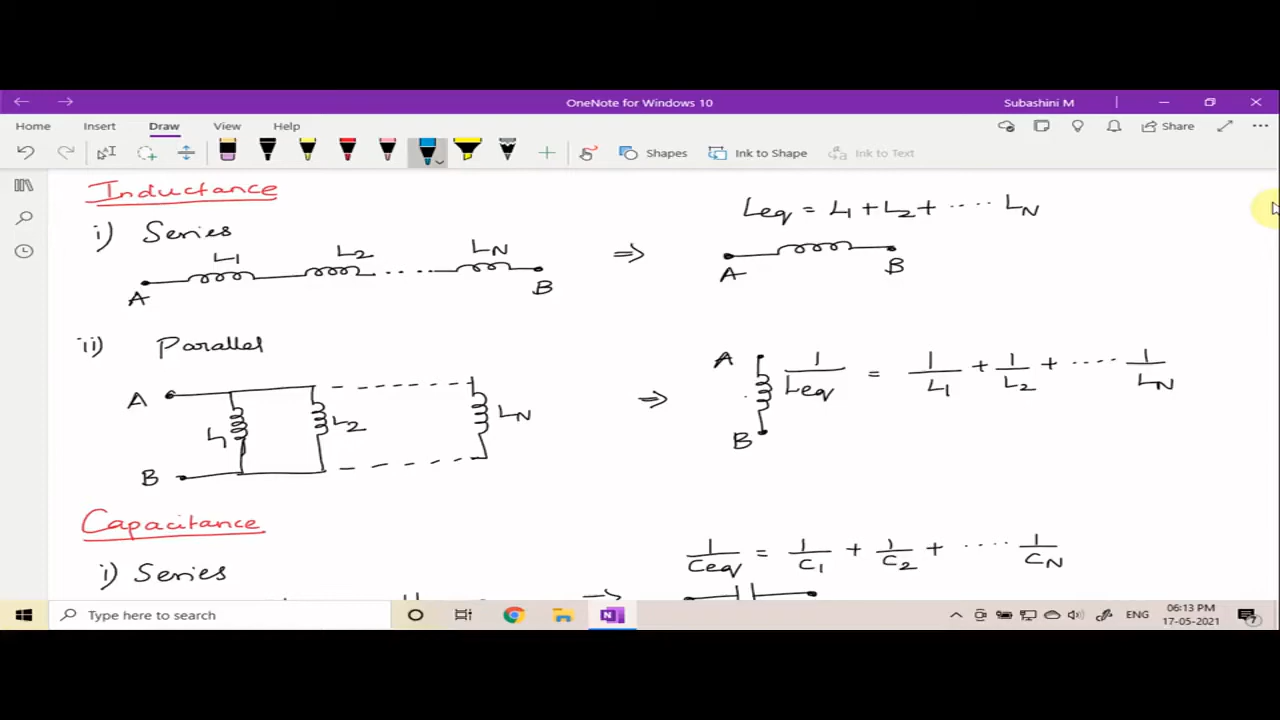 OneNote for Windows 10
Subashini M
Home Insert Draw View Help
Share
Shapes Ink to Shape Ink to Text
Inductance
Leq = L1 + L2 + ···· LN
i) Series
L1 L2 LN
⇒
A B
A B
ii) Parallel
A 1/Leq = 1/L1 + 1/L2 + ···· 1/LN
A
L1 L2 LN
⇒
B
B
Capacitance
1/Ceq = 1/C1 + 1/C2 + ···· 1/CN
i) Series
Type here to search
ENG
06:13 PM
17-05-2021
7